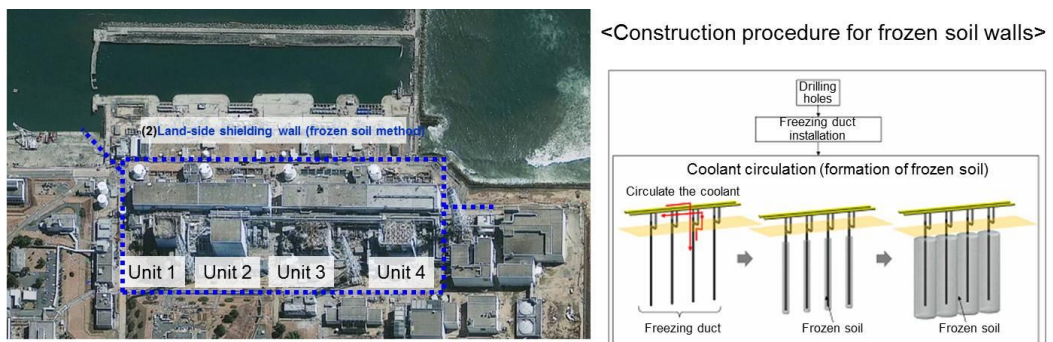 (2)Land-side shielding wall (frozen soil method)
Unit 1
Unit 2
Unit 3
Unit 4
<Construction procedure for frozen soil walls>
Drilling
holes
Freezing duct
installation
Coolant circulation (formation of frozen soil)
Circulate the coolant
Freezing duct
Frozen soil
Frozen soil